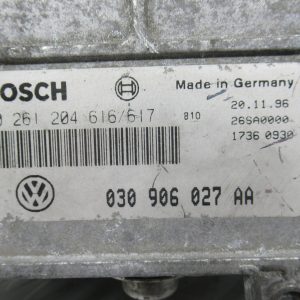 BOSCH
Made in Germany
0 261 204 616/617
810
20.11.96
26SA0000
1736 0930
030 906 027 AA